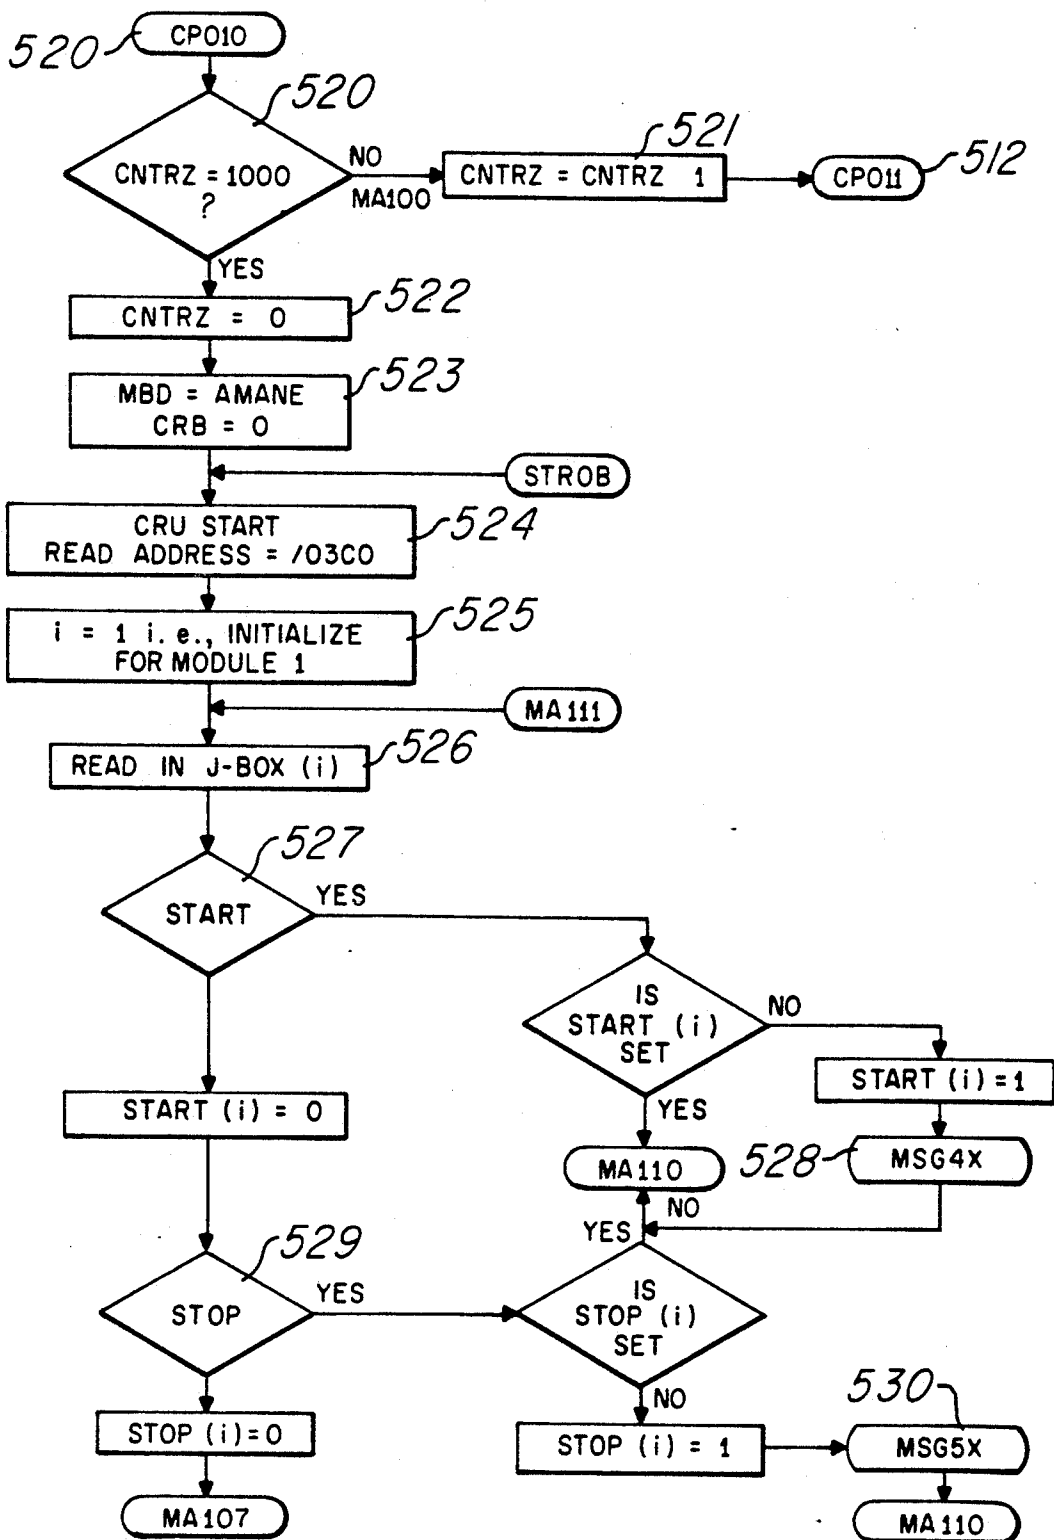 CP010
520
520
CNTRZ = 1000
?
NO
MA100
521
CNTRZ = CNTRZ 1
CP011
512
YES
522
CNTRZ = 0
523
MBD = AMANE
CRB = 0
STROB
524
CRU START
READ ADDRESS = /03C0
525
i = 1 i.e., INITIALIZE
FOR MODULE 1
MA111
526
READ IN J-BOX (i)
527
START
YES
IS
START (i)
SET
NO
START (i) = 1
START (i) = 0
YES
MA110
528
MSG4X
NO
YES
529
STOP
YES
IS
STOP (i)
SET
NO
530
STOP (i)=0
STOP (i) = 1
MSG5X
MA107
MA110